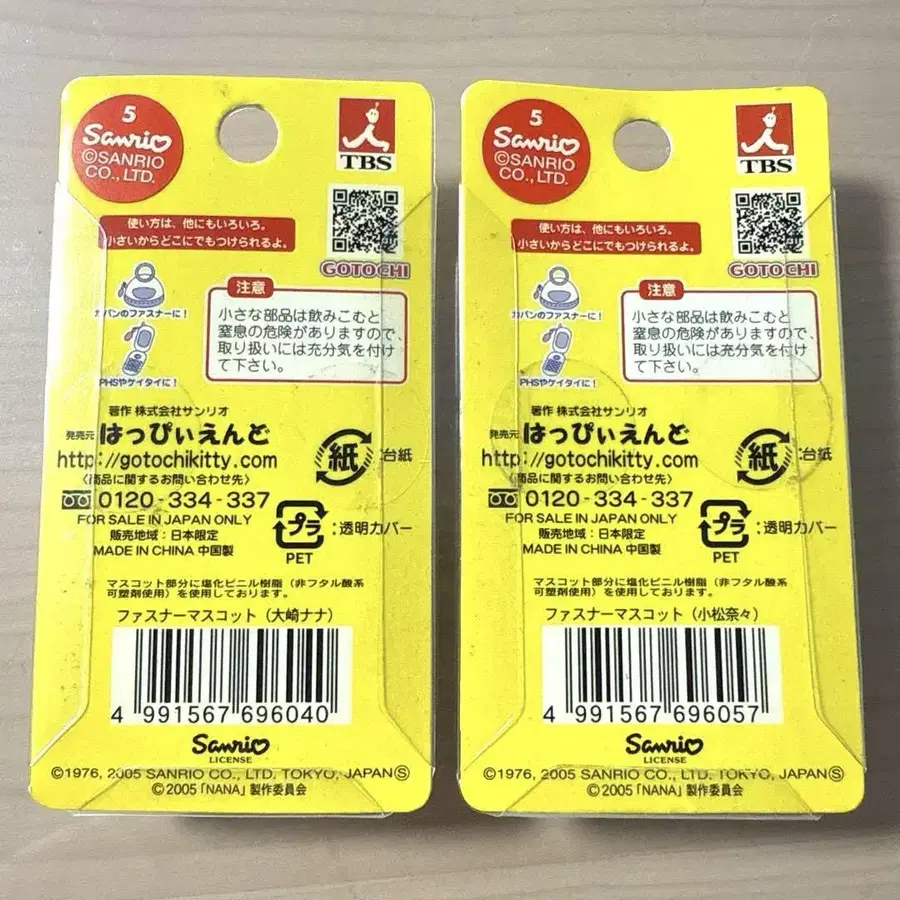 5
Sanrio
©SANRIO
CO., LTD.
TBS
使い方は、他にもいろいろ。
小さいからどこにでもつけられるよ。
GOTOCHI
カバンのファスナーに!
PHSやケイタイに!
注意
小さな部品は飲みこむと
窒息の危険がありますので、
取り扱いには充分気を付け
て下さい。
著作 株式会社サンリオ
発売元 はっぴぃえんど
http://gotochikitty.com
〈商品に関するお問い合わせ先〉
0120-334-337
FOR SALE IN JAPAN ONLY
販売地域:日本限定
MADE IN CHINA 中国製
紙:台紙
プラ:透明カバー
PET
マスコット部分に塩化ビニル樹脂(非フタル酸系
可塑剤使用)を使用しております。
ファスナーマスコット(大崎ナナ)
4 991567 696040
Sanrio
LICENSE
©1976, 2005 SANRIO CO., LTD. TOKYO, JAPAN Ⓢ
©2005「NANA」製作委員会
5
Sanrio
©SANRIO
CO., LTD.
TBS
使い方は、他にもいろいろ。
小さいからどこにでもつけられるよ。
GOTOCHI
カバンのファスナーに!
PHSやケイタイに!
注意
小さな部品は飲みこむと
窒息の危険がありますので、
取り扱いには充分気を付け
て下さい。
著作 株式会社サンリオ
発売元 はっぴぃえんど
http://gotochikitty.com
〈商品に関するお問い合わせ先〉
0120-334-337
FOR SALE IN JAPAN ONLY
販売地域:日本限定
MADE IN CHINA 中国製
紙:台紙
プラ:透明カバー
PET
マスコット部分に塩化ビニル樹脂(非フタル酸系
可塑剤使用)を使用しております。
ファスナーマスコット(小松奈々)
4 991567 696057
Sanrio
LICENSE
©1976, 2005 SANRIO CO., LTD. TOKYO, JAPAN Ⓢ
©2005「NANA」製作委員会